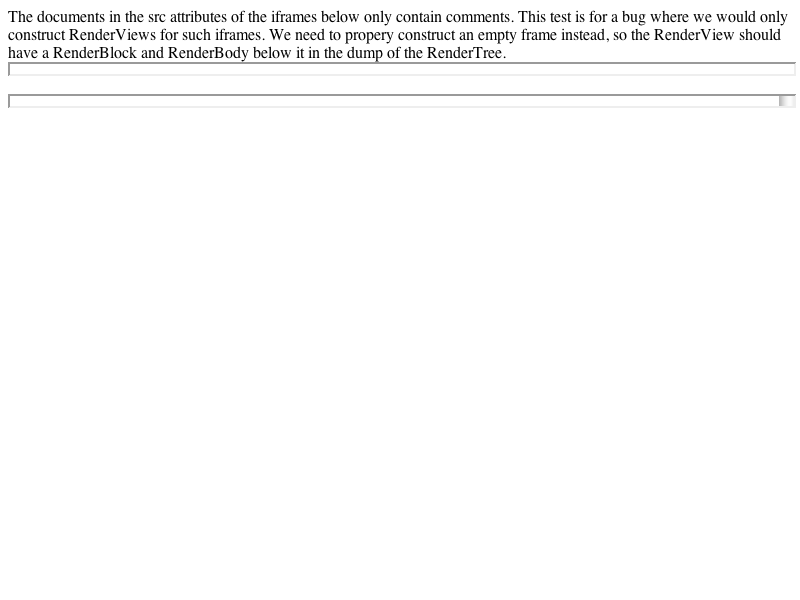 The documents in the src attributes of the iframes below only contain comments. This test is for a bug where we would only
construct RenderViews for such iframes. We need to propery construct an empty frame instead, so the RenderView should
have a RenderBlock and RenderBody below it in the dump of the RenderTree.